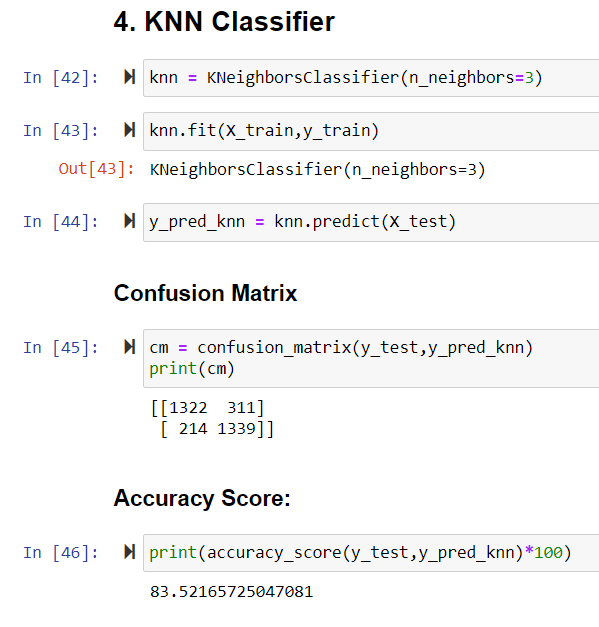 4. KNN Classifier
In [42]: knn = KNeighborsClassifier(n_neighbors=3)
In [43]: knn.fit(X_train,y_train)
Out[43]: KNeighborsClassifier(n_neighbors=3)
In [44]: y_pred_knn = knn.predict(X_test)
Confusion Matrix
In [45]: cm = confusion_matrix(y_test,y_pred_knn)
print(cm)
[[1322  311]
 [ 214 1339]]
Accuracy Score:
In [46]: print(accuracy_score(y_test,y_pred_knn)*100)
83.52165725047081